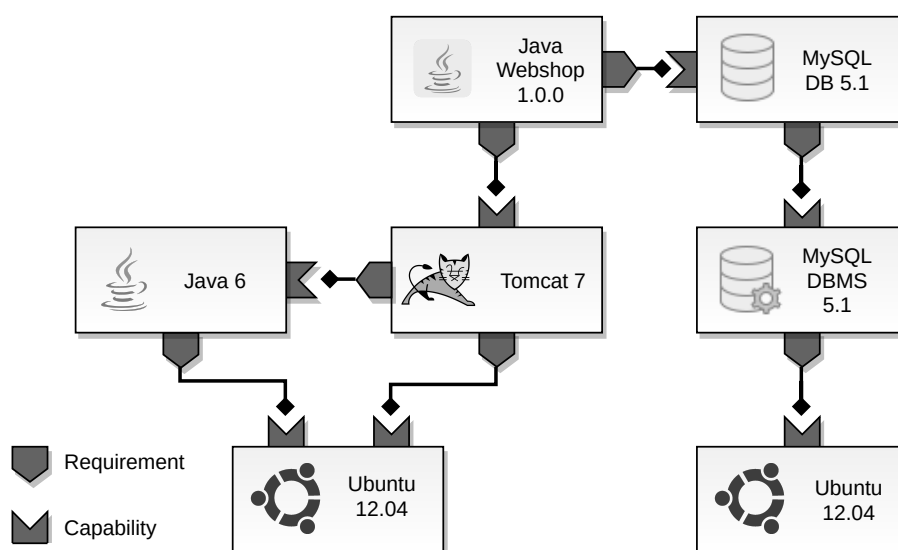 Java
Webshop
1.0.0
MySQL
DB 5.1
Java 6
Tomcat 7
MySQL
DBMS
5.1
Requirement
Capability
Ubuntu
12.04
Ubuntu
12.04